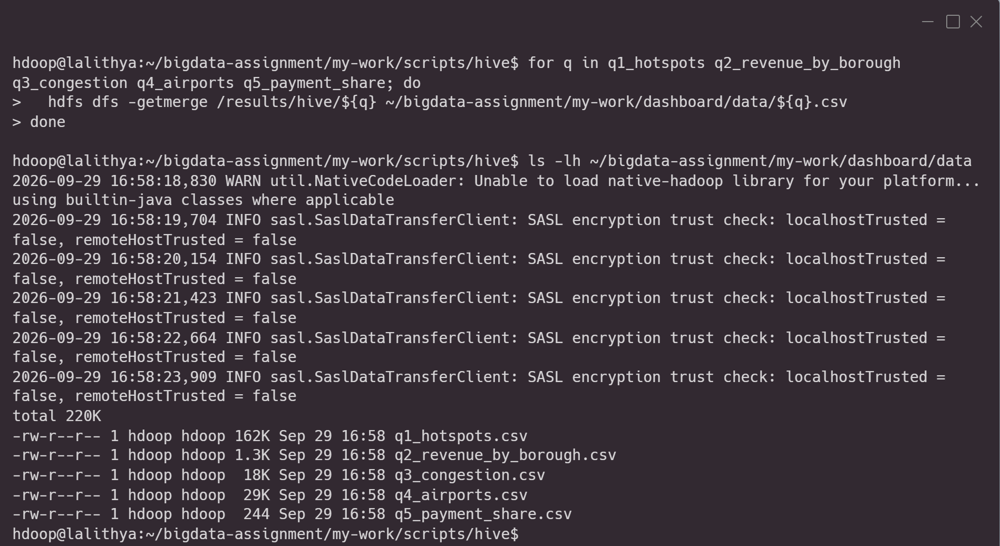 hdoop@lalithya:~/bigdata-assignment/my-work/scripts/hive$ for q in q1_hotspots q2_revenue_by_borough
q3_congestion q4_airports q5_payment_share; do
>   hdfs dfs -getmerge /results/hive/${q} ~/bigdata-assignment/my-work/dashboard/data/${q}.csv
> done
hdoop@lalithya:~/bigdata-assignment/my-work/scripts/hive$ ls -lh ~/bigdata-assignment/my-work/dashboard/data
2026-09-29 16:58:18,830 WARN util.NativeCodeLoader: Unable to load native-hadoop library for your platform...
using builtin-java classes where applicable
2026-09-29 16:58:19,704 INFO sasl.SaslDataTransferClient: SASL encryption trust check: localhostTrusted =
false, remoteHostTrusted = false
2026-09-29 16:58:20,154 INFO sasl.SaslDataTransferClient: SASL encryption trust check: localhostTrusted =
false, remoteHostTrusted = false
2026-09-29 16:58:21,423 INFO sasl.SaslDataTransferClient: SASL encryption trust check: localhostTrusted =
false, remoteHostTrusted = false
2026-09-29 16:58:22,664 INFO sasl.SaslDataTransferClient: SASL encryption trust check: localhostTrusted =
false, remoteHostTrusted = false
2026-09-29 16:58:23,909 INFO sasl.SaslDataTransferClient: SASL encryption trust check: localhostTrusted =
false, remoteHostTrusted = false
total 220K
-rw-r--r-- 1 hdoop hdoop 162K Sep 29 16:58 q1_hotspots.csv
-rw-r--r-- 1 hdoop hdoop 1.3K Sep 29 16:58 q2_revenue_by_borough.csv
-rw-r--r-- 1 hdoop hdoop  18K Sep 29 16:58 q3_congestion.csv
-rw-r--r-- 1 hdoop hdoop  29K Sep 29 16:58 q4_airports.csv
-rw-r--r-- 1 hdoop hdoop  244 Sep 29 16:58 q5_payment_share.csv
hdoop@lalithya:~/bigdata-assignment/my-work/scripts/hive$